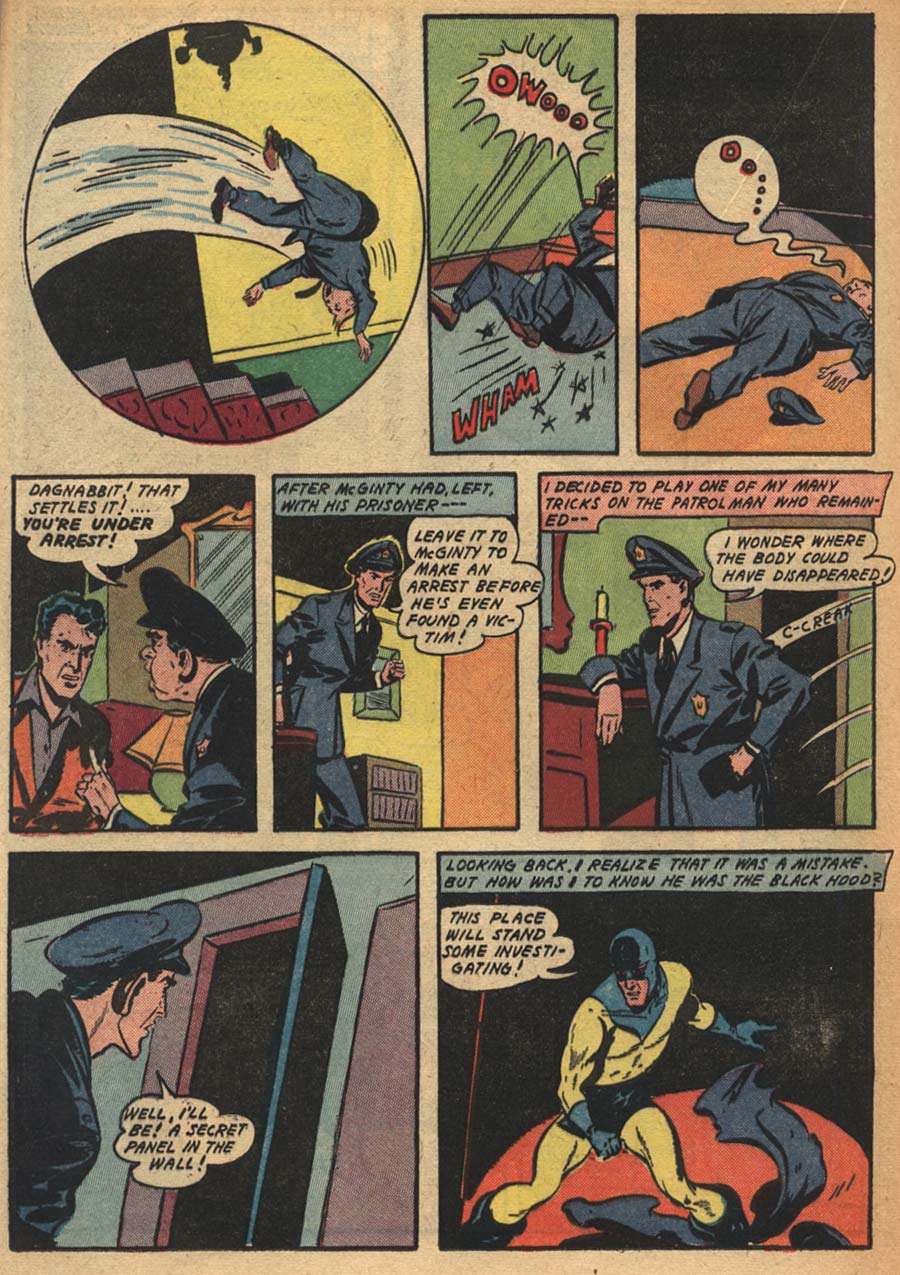 OWOOO
WHAM
OO....
DAGNABBIT! THAT
SETTLES IT!....
YOU'RE UNDER
ARREST!
AFTER McGINTY HAD, LEFT,
WITH HIS PRISONER---
LEAVE IT TO
McGINTY TO
MAKE AN
ARREST BEFORE
HE'S EVEN
FOUND A VIC-
TIM!
I DECIDED TO PLAY ONE OF MY MANY
TRICKS ON THE PATROLMAN WHO REMAIN-
ED--
I WONDER WHERE
THE BODY COULD
HAVE DISAPPEARED!
C-CREAK
WELL, I'LL
BE! A SECRET
PANEL IN THE
WALL!
LOOKING BACK, I REALIZE THAT IT WAS A MISTAKE.
BUT HOW WAS I TO KNOW HE WAS THE BLACK HOOD?
THIS PLACE
WILL STAND
SOME INVESTI-
GATING!